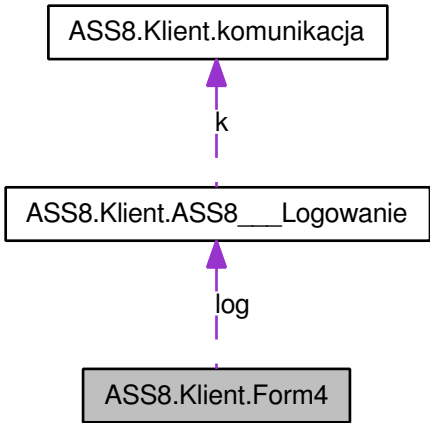 ASS8.Klient.komunikacja
k
ASS8.Klient.ASS8___Logowanie
log
ASS8.Klient.Form4